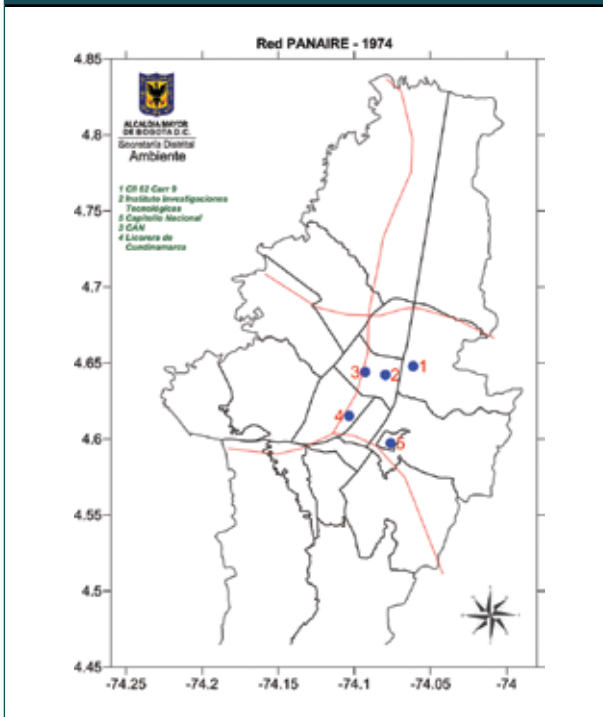 Red PANAIRE - 1974
ALCALDIA MAYOR
DE BOGOTA D.C.
Secretaría Distrital
Ambiente
1 Cll 62 Carr 9
2 Instituto Investigaciones
Tecnológicas
5 Capitolio Nacional
3 CAN
4 Licorera de
Cundinamarca
4.85
4.8
4.75
4.7
4.65
4.6
4.55
4.5
4.45
1
3
2
4
5
-74.25
-74.2
-74.15
-74.1
-74.05
-74